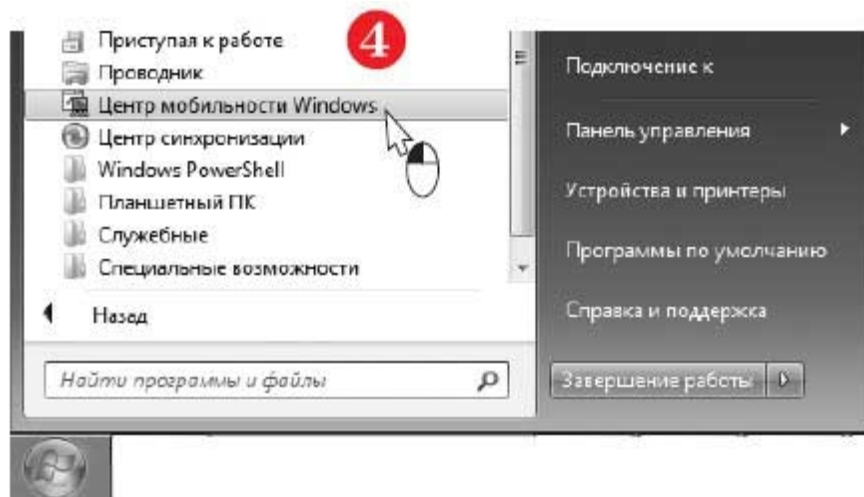 4
Приступая к работе
Проводник
Центр мобильности Windows
Центр синхронизации
Windows PowerShell
Планшетный ПК
Служебные
Специальные возможности
Назад
Найти программы и файлы
Подключение к
Панель управления
Устройства и принтеры
Программы по умолчанию
Справка и поддержка
Завершение работы